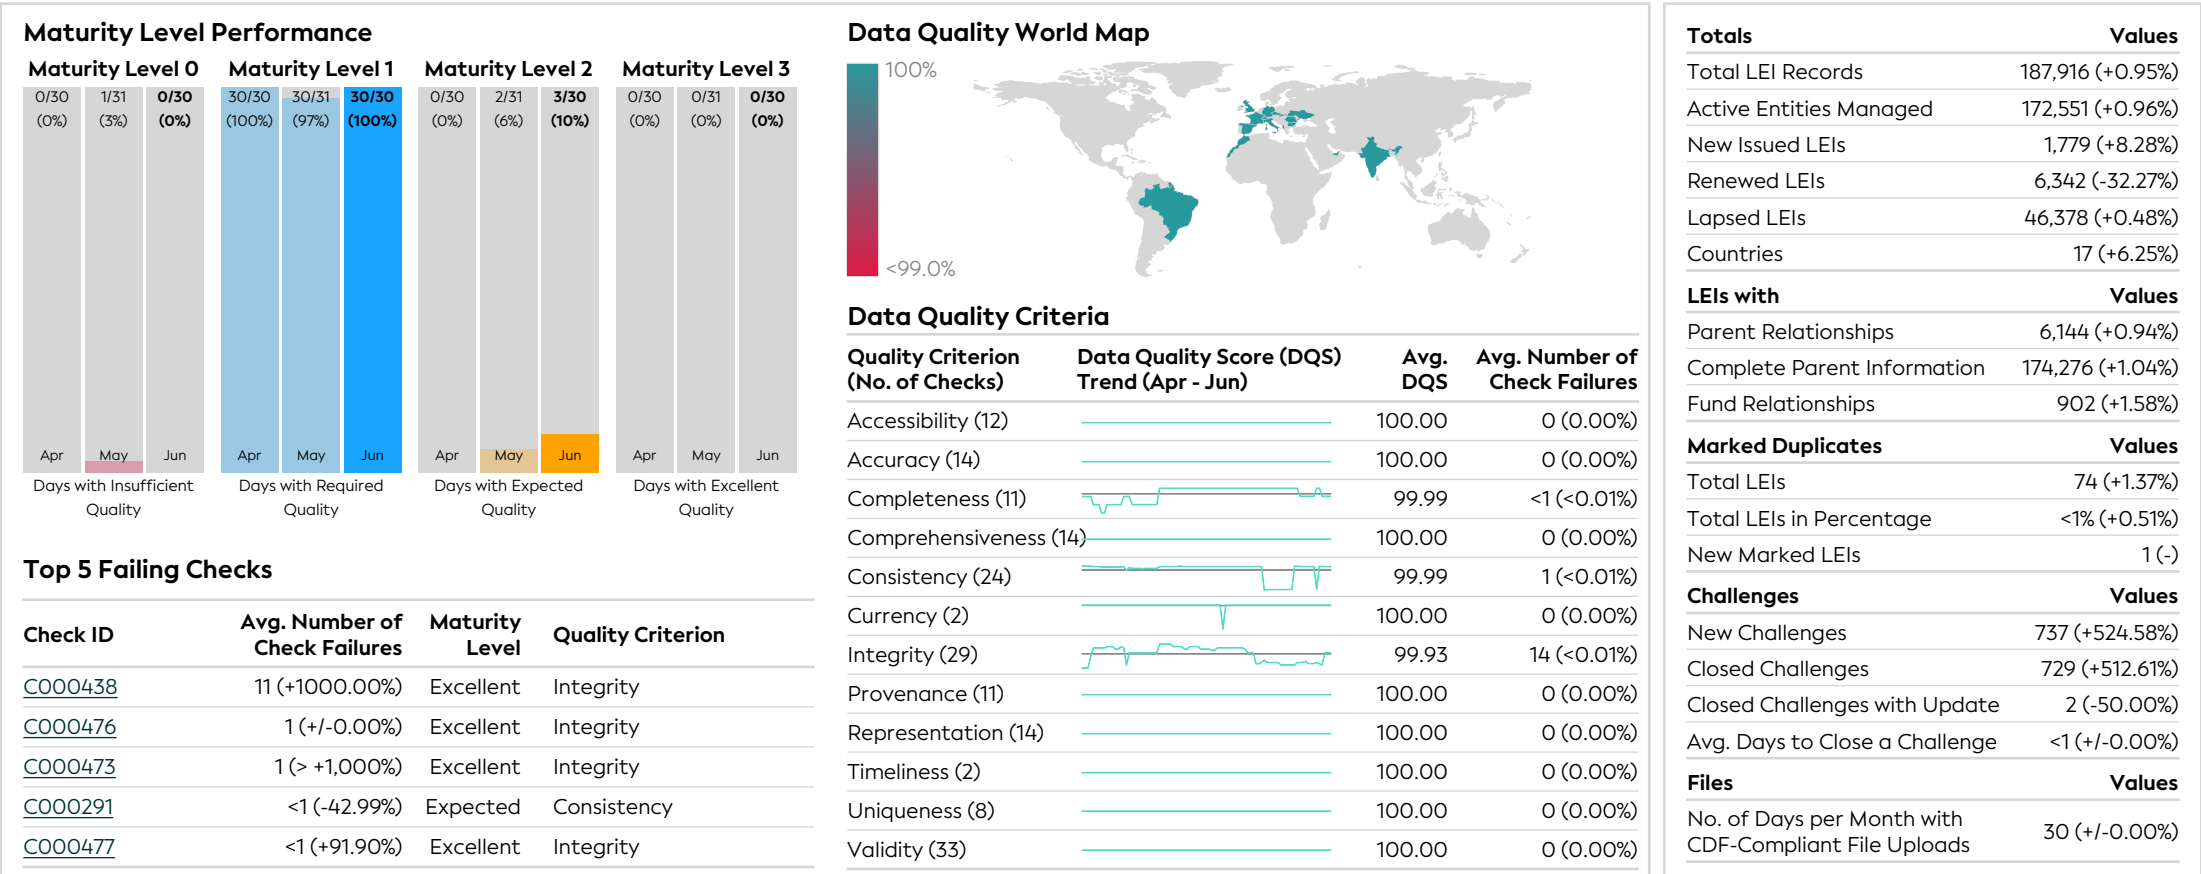 Maturity Level Performance
Maturity Level 0 Maturity Level 1 Maturity Level 2 Maturity Level 3
0/30 1/31 0/30 30/30 30/31 30/30 0/30 2/31 3/30 0/30 0/31 0/30
(0%) (3%) (0%) (100%) (97%) (100%) (0%) (6%) (10%) (0%) (0%) (0%)
Apr May Jun Apr May Jun Apr May Jun Apr May Jun
Days with Insufficient Days with Required Days with Expected Days with Excellent
Quality Quality Quality Quality
Top 5 Failing Checks
Check ID Avg. Number of Check Failures Maturity Level Quality Criterion
C000438 11 (+1000.00%) Excellent Integrity
C000476 1 (+/-0.00%) Excellent Integrity
C000473 1 (> +1,000%) Excellent Integrity
C000291 <1 (-42.99%) Expected Consistency
C000477 <1 (+91.90%) Excellent Integrity
Data Quality World Map
100%
<99.0%
Data Quality Criteria
Quality Criterion Data Quality Score (DQS) Avg. Avg. Number of
(No. of Checks) Trend (Apr - Jun) DQS Check Failures
Accessibility (12) 100.00 0 (0.00%)
Accuracy (14) 100.00 0 (0.00%)
Completeness (11) 99.99 <1 (<0.01%)
Comprehensiveness (14) 100.00 0 (0.00%)
Consistency (24) 99.99 1 (<0.01%)
Currency (2) 100.00 0 (0.00%)
Integrity (29) 99.93 14 (<0.01%)
Provenance (11) 100.00 0 (0.00%)
Representation (14) 100.00 0 (0.00%)
Timeliness (2) 100.00 0 (0.00%)
Uniqueness (8) 100.00 0 (0.00%)
Validity (33) 100.00 0 (0.00%)
Totals Values
Total LEI Records 187,916 (+0.95%)
Active Entities Managed 172,551 (+0.96%)
New Issued LEIs 1,779 (+8.28%)
Renewed LEIs 6,342 (-32.27%)
Lapsed LEIs 46,378 (+0.48%)
Countries 17 (+6.25%)
LEIs with Values
Parent Relationships 6,144 (+0.94%)
Complete Parent Information 174,276 (+1.04%)
Fund Relationships 902 (+1.58%)
Marked Duplicates Values
Total LEIs 74 (+1.37%)
Total LEIs in Percentage <1% (+0.51%)
New Marked LEIs 1 (-)
Challenges Values
New Challenges 737 (+524.58%)
Closed Challenges 729 (+512.61%)
Closed Challenges with Update 2 (-50.00%)
Avg. Days to Close a Challenge <1 (+/-0.00%)
Files Values
No. of Days per Month with
CDF-Compliant File Uploads 30 (+/-0.00%)